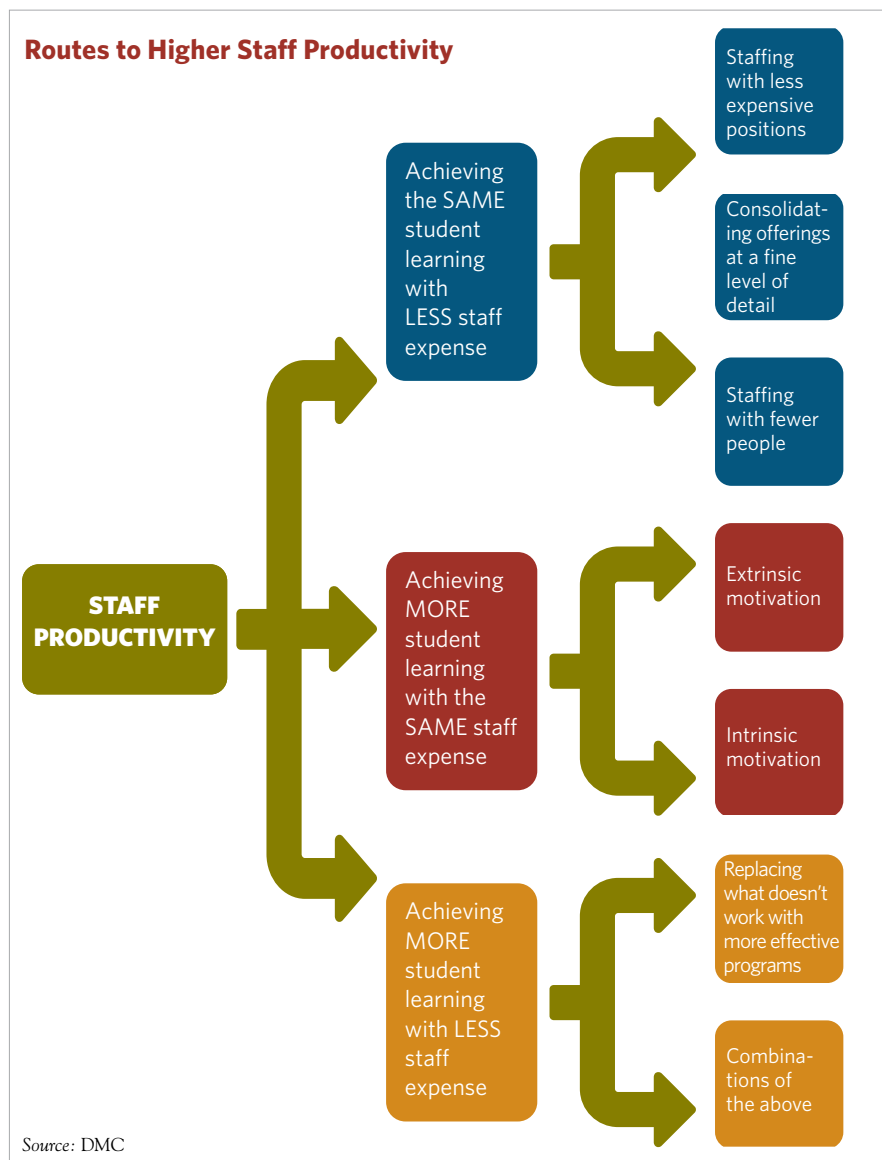 Routes to Higher Staff Productivity
STAFF
PRODUCTIVITY
Achieving
the SAME
student
learning
with
LESS staff
expense
Staffing
with less
expensive
positions
Consolidat-
ing offerings
at a fine
level of
detail
Staffing
with fewer
people
Achieving
MORE
student
learning
with the
SAME staff
expense
Extrinsic
motivation
Intrinsic
motivation
Achieving
MORE
student
learning
with LESS
staff
expense
Replacing
what doesn't
work with
more effective
programs
Combina-
tions of
the above
Source: DMC